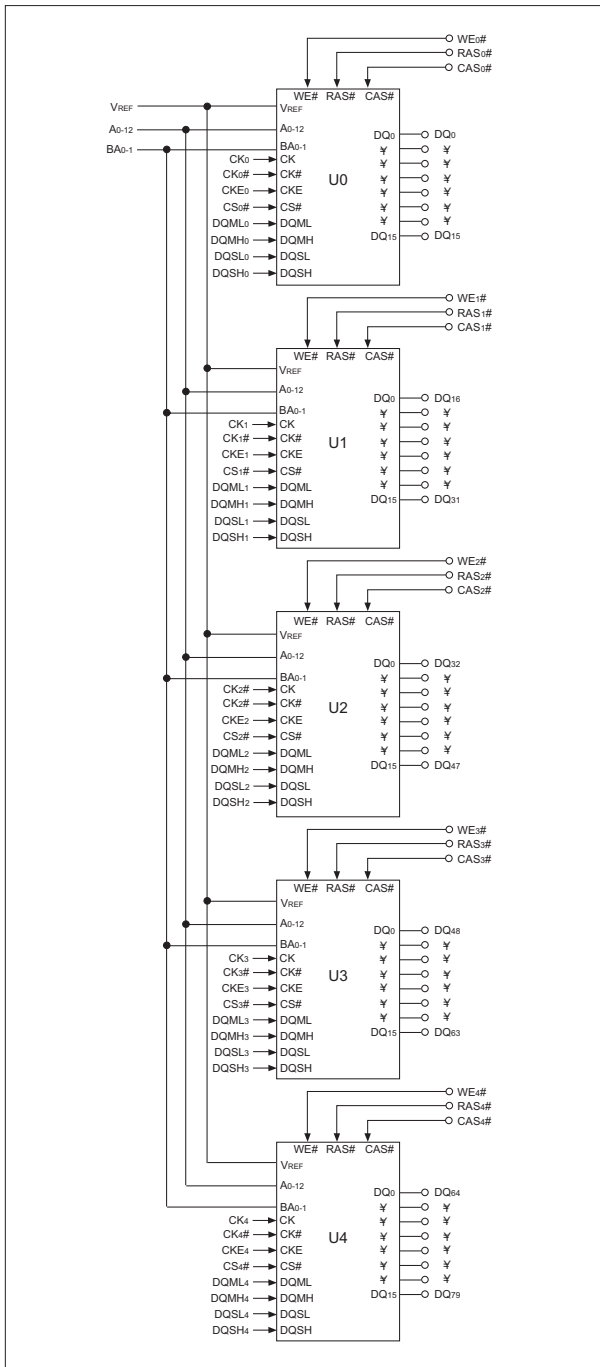 WE0#
RAS0#
CAS0#
WE# RAS# CAS#
VREF VREF
A0-12 A0-12
BA0-1 BA0-1
DQ0 DQ0
CK0 CK
¥ ¥
CK0# CK#
¥ ¥
U0
CKE0 CKE
¥ ¥
CS0# CS#
¥ ¥
DQML0 DQML
¥ ¥
DQMH0 DQMH
¥ ¥
DQ15 DQ15
DQSL0 DQSL
DQSH0 DQSH
WE1#
RAS1#
CAS1#
WE# RAS# CAS#
VREF
A0-12
BA0-1
DQ0 DQ16
CK1 CK
¥ ¥
CK1# CK#
¥ ¥
U1
CKE1 CKE
¥ ¥
CS1# CS#
¥ ¥
DQML1 DQML
¥ ¥
DQMH1 DQMH
¥ ¥
DQ15 DQ31
DQSL1 DQSL
DQSH1 DQSH
WE2#
RAS2#
CAS2#
WE# RAS# CAS#
VREF
A0-12
BA0-1
DQ0 DQ32
CK2# CK
¥ ¥
CK2# CK#
¥ ¥
U2
CKE2 CKE
¥ ¥
CS2# CS#
¥ ¥
DQML2 DQML
¥ ¥
DQMH2 DQMH
¥ ¥
DQ15 DQ47
DQSL2 DQSL
DQSH2 DQSH
WE3#
RAS3#
CAS3#
WE# RAS# CAS#
VREF
A0-12
BA0-1
DQ0 DQ48
CK3 CK
¥ ¥
CK3# CK#
¥ ¥
U3
CKE3 CKE
¥ ¥
CS3# CS#
¥ ¥
DQML3 DQML
¥ ¥
DQMH3 DQMH
¥ ¥
DQ15 DQ63
DQSL3 DQSL
DQSH3 DQSH
WE4#
RAS4#
CAS4#
WE# RAS# CAS#
VREF
A0-12
BA0-1
DQ0 DQ64
CK4 CK
¥ ¥
CK4# CK#
¥ ¥
U4
CKE4 CKE
¥ ¥
CS4# CS#
¥ ¥
DQML4 DQML
¥ ¥
DQMH4 DQMH
¥ ¥
DQ15 DQ79
DQSL4 DQSL
DQSH4 DQSH